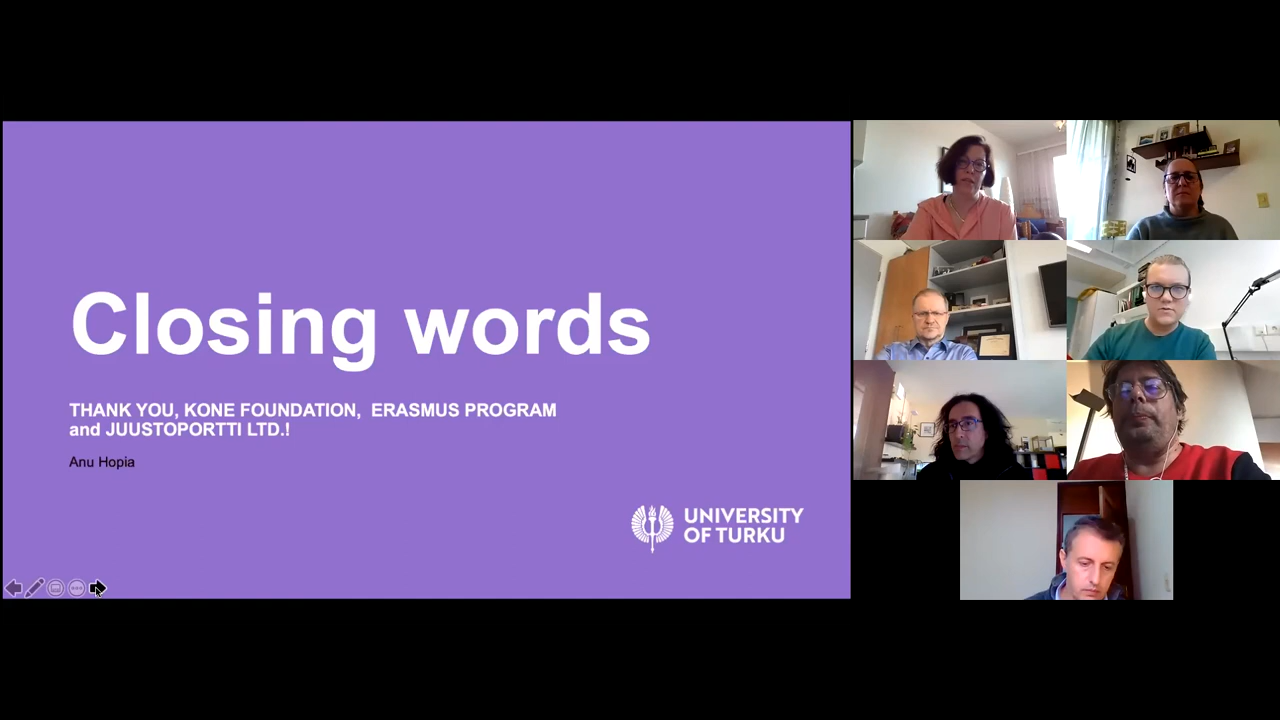 Closing words
THANK YOU, KONE FOUNDATION,  ERASMUS PROGRAM
and JUUSTOPORTTI LTD.!
Anu Hopia
UNIVERSITY
OF TURKU